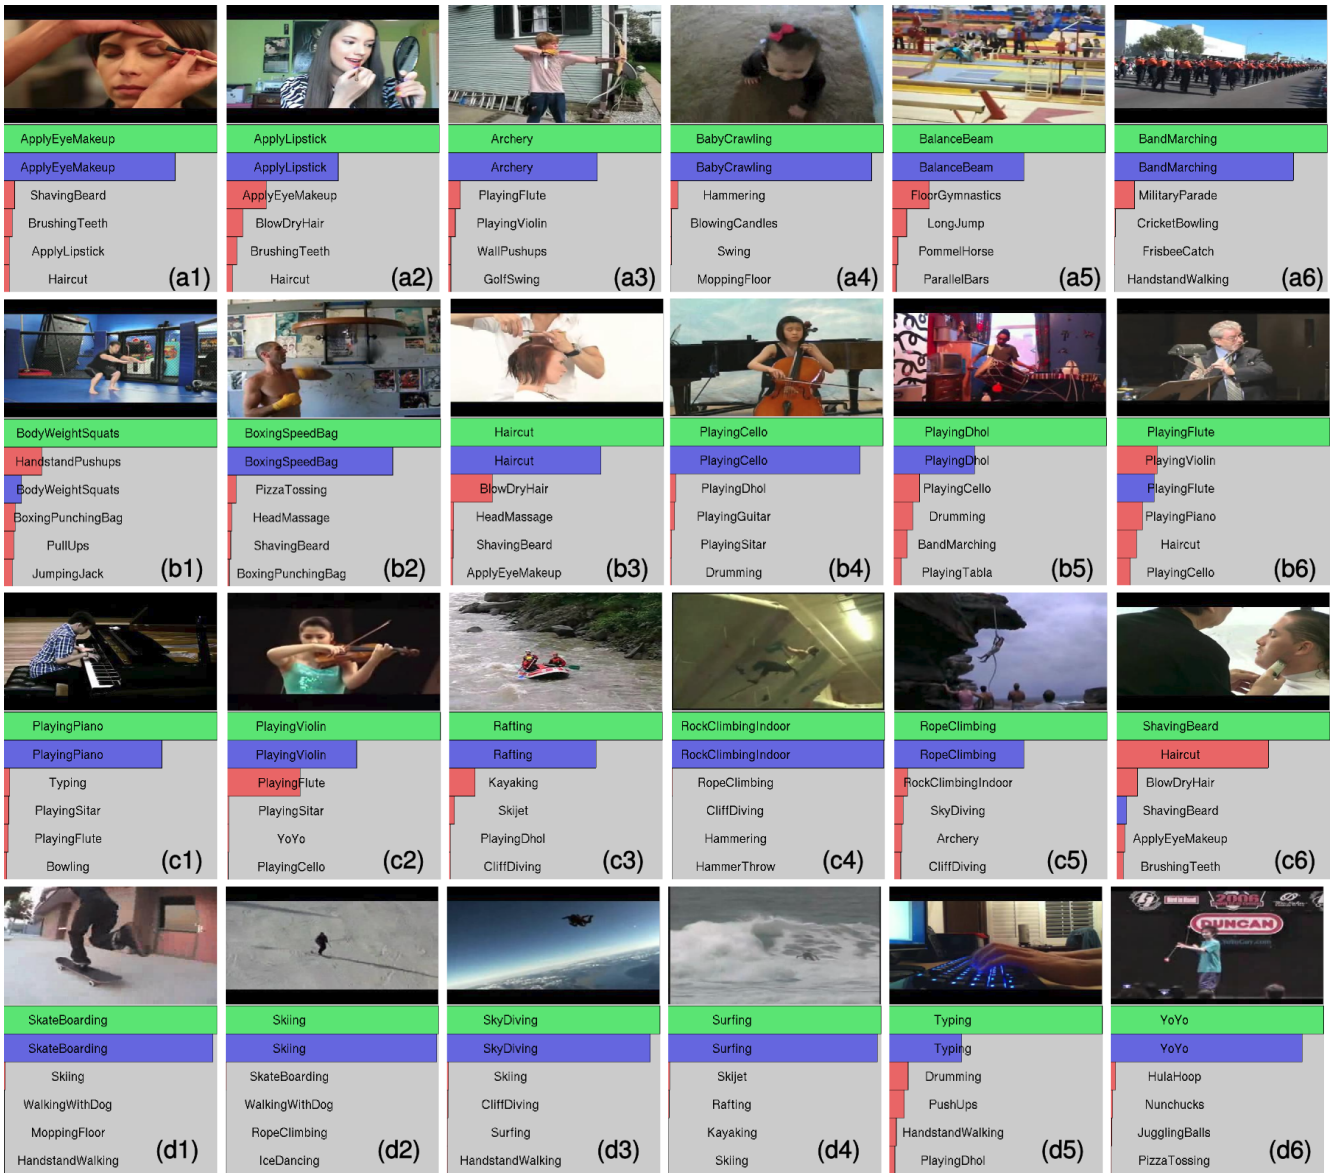 ApplyEyeMakeup
ApplyEyeMakeup
ShavingBeard
BrushingTeeth
ApplyLipstick
Haircut
(a1)
ApplyLipstick
ApplyLipstick
ApplyEyeMakeup
BlowDryHair
BrushingTeeth
Haircut
(a2)
Archery
Archery
PlayingFlute
PlayingViolin
WallPushups
GolfSwing
(a3)
BabyCrawling
BabyCrawling
Hammering
BlowingCandles
Swing
MoppingFloor
(a4)
BalanceBeam
BalanceBeam
FloorGymnastics
LongJump
PommelHorse
ParallelBars
(a5)
BandMarching
BandMarching
MilitaryParade
CricketBowling
FrisbeeCatch
HandstandWalking
(a6)
BodyWeightSquats
HandstandPushups
BodyWeightSquats
BoxingPunchingBag
PullUps
JumpingJack
(b1)
BoxingSpeedBag
BoxingSpeedBag
PizzaTossing
HeadMassage
ShavingBeard
BoxingPunchingBag
(b2)
Haircut
Haircut
BlowDryHair
HeadMassage
ShavingBeard
ApplyEyeMakeup
(b3)
PlayingCello
PlayingCello
PlayingDhol
PlayingGuitar
PlayingSitar
Drumming
(b4)
PlayingDhol
PlayingDhol
PlayingCello
Drumming
BandMarching
PlayingTabla
(b5)
PlayingFlute
PlayingViolin
PlayingFlute
PlayingPiano
Haircut
PlayingCello
(b6)
PlayingPiano
PlayingPiano
Typing
PlayingSitar
PlayingFlute
Bowling
(c1)
PlayingViolin
PlayingViolin
PlayingFlute
PlayingSitar
YoYo
PlayingCello
(c2)
Rafting
Rafting
Kayaking
Skijet
PlayingDhol
CliffDiving
(c3)
RockClimbingIndoor
RockClimbingIndoor
RopeClimbing
CliffDiving
Hammering
HammerThrow
(c4)
RopeClimbing
RopeClimbing
RockClimbingIndoor
SkyDiving
Archery
CliffDiving
(c5)
ShavingBeard
Haircut
BlowDryHair
ShavingBeard
ApplyEyeMakeup
BrushingTeeth
(c6)
SkateBoarding
SkateBoarding
Skiing
WalkingWithDog
MoppingFloor
HandstandWalking
(d1)
Skiing
Skiing
SkateBoarding
WalkingWithDog
RopeClimbing
IceDancing
(d2)
SkyDiving
SkyDiving
Skiing
CliffDiving
Surfing
HandstandWalking
(d3)
Surfing
Surfing
Skijet
Rafting
Kayaking
Skiing
(d4)
Typing
Typing
Drumming
PushUps
HandstandWalking
PlayingDhol
(d5)
2006
DUNCAN
YoYo
YoYo
HulaHoop
Nunchucks
JugglingBalls
PizzaTossing
(d6)